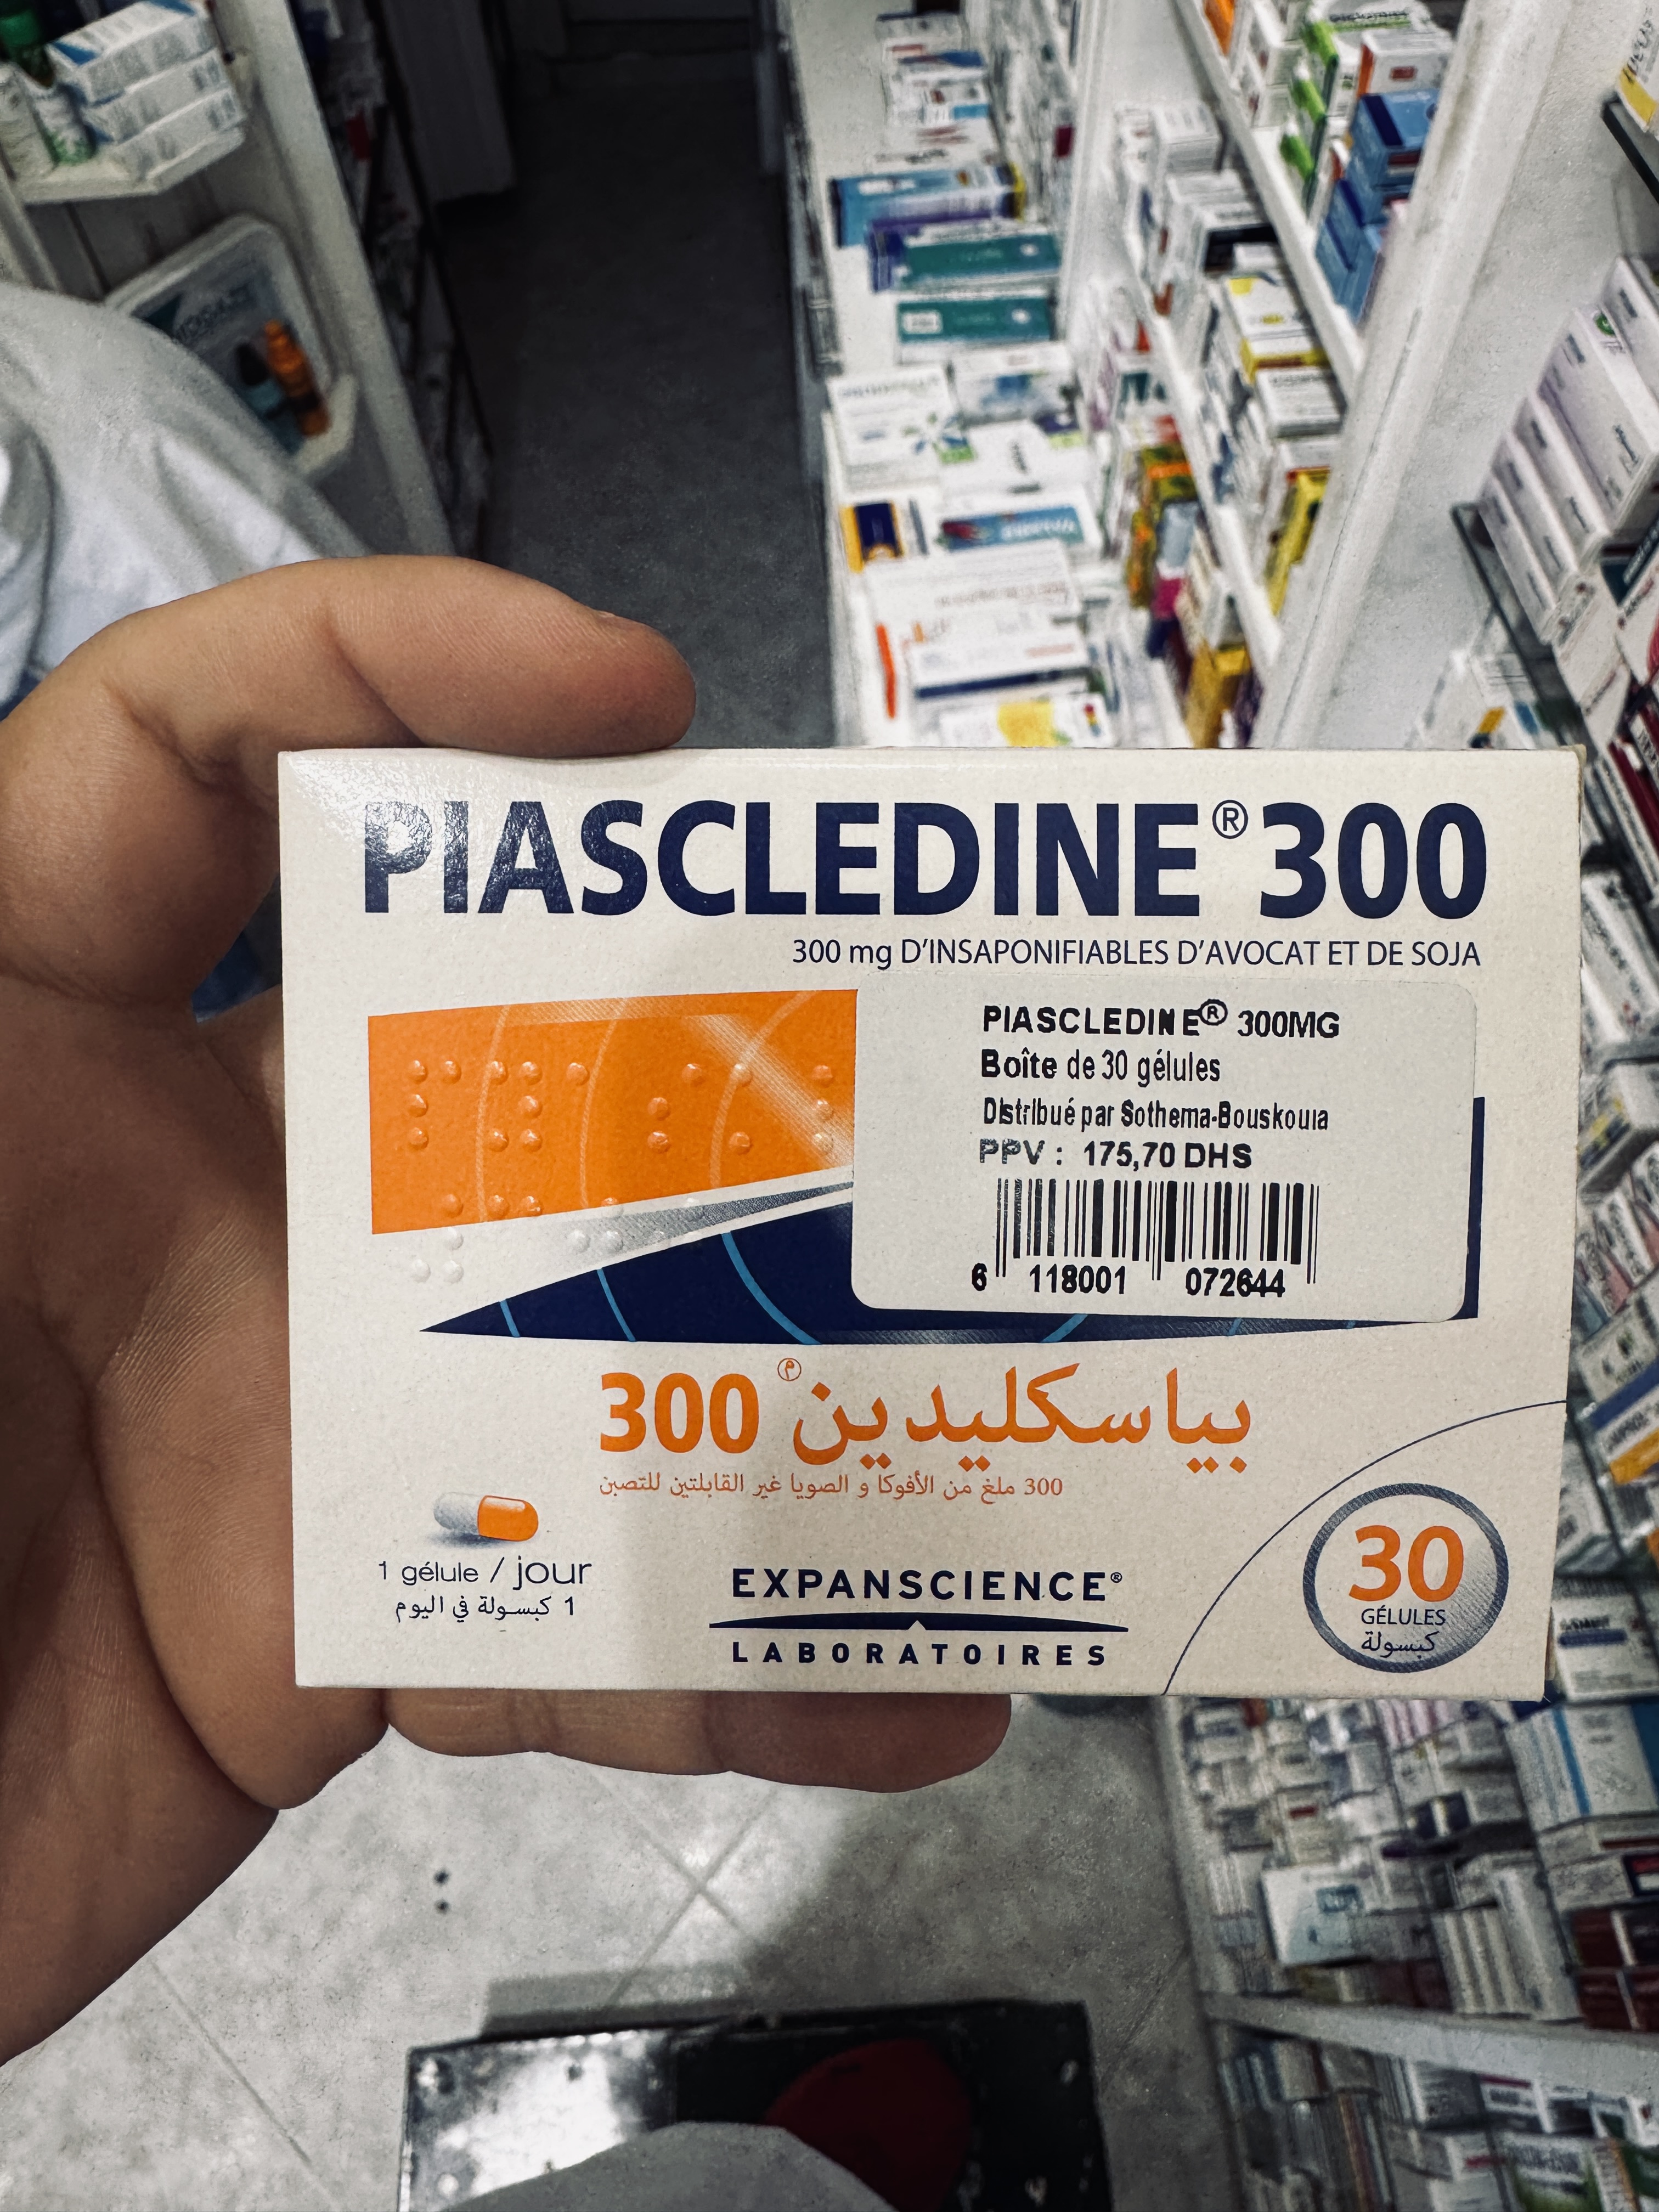 PIASCLEDINE® 300
300 mg D'INSAPONIFIABLES D'AVOCAT ET DE SOJA
PIASCLEDINE® 300MG
Boîte de 30 gélules
Distribué par Sothema-Bouskoura
PPV : 175,70 DHS
6 118001 072644
بياسكليدين م 300
300 ملغ من الأفوكا و الصويا غير القابلتين للتصبن
1 gélule / jour
1 كبسولة في اليوم
EXPANSCIENCE®
LABORATOIRES
30
GÉLULES
كبسولة